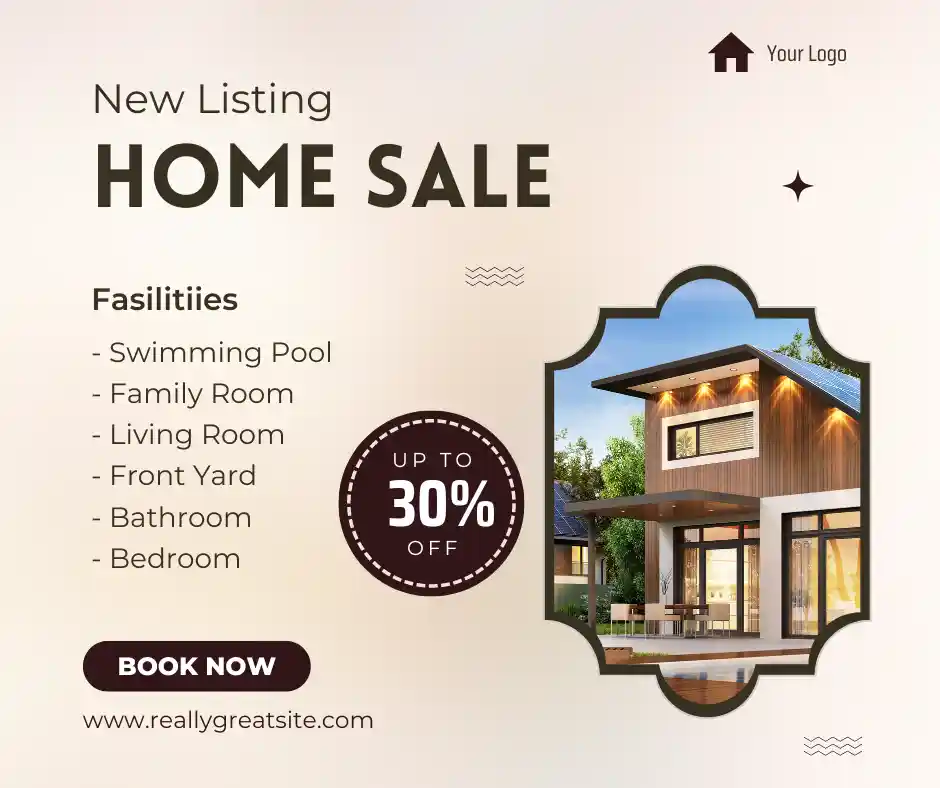 Your Logo
New Listing
HOME SALE
Fasilitiies
- Swimming Pool
- Family Room
- Living Room
- Front Yard
- Bathroom
- Bedroom
UP TO
30%
OFF
BOOK NOW
www.reallygreatsite.com